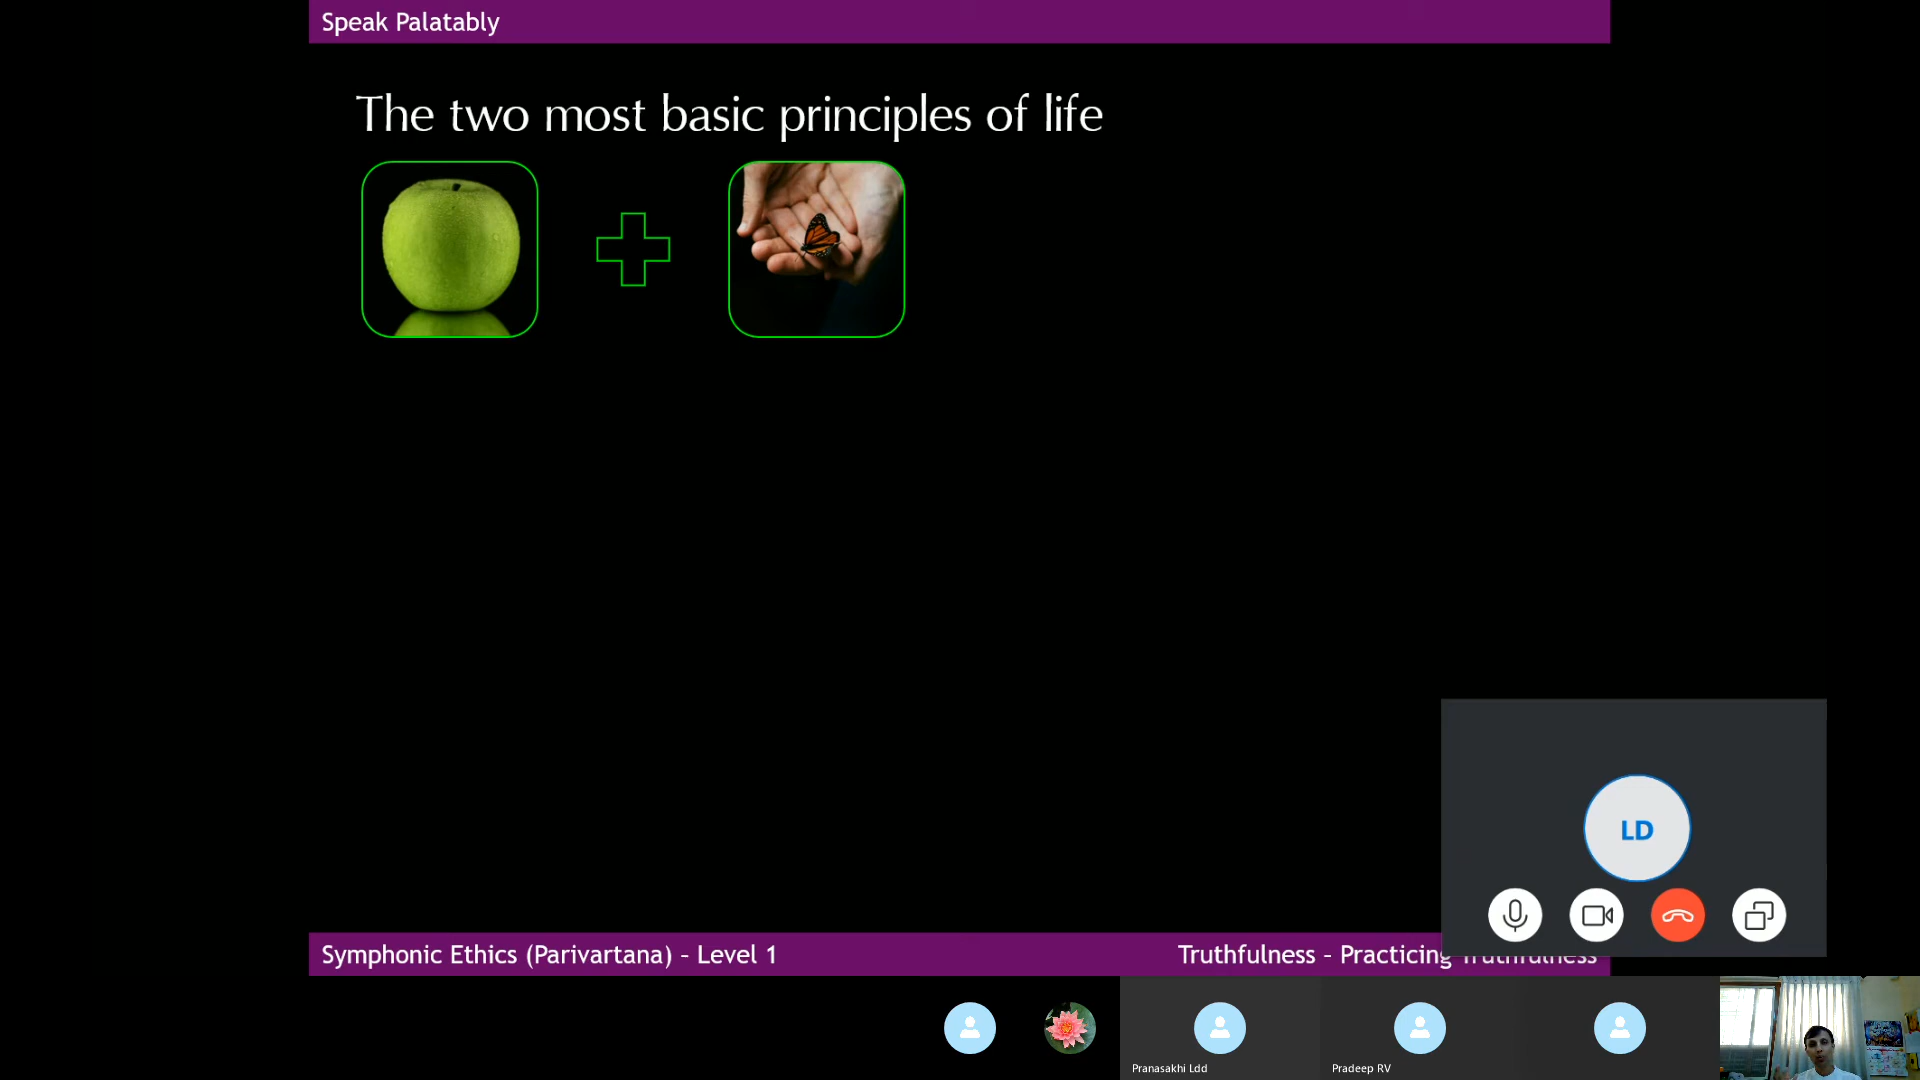 Speak Palatably
The two most basic principles of life
LD
Symphonic Ethics (Parivartana) - Level 1
Truthfulness - Practicing Truthfulness
Pranasakhi Ldd
Pradeep RV